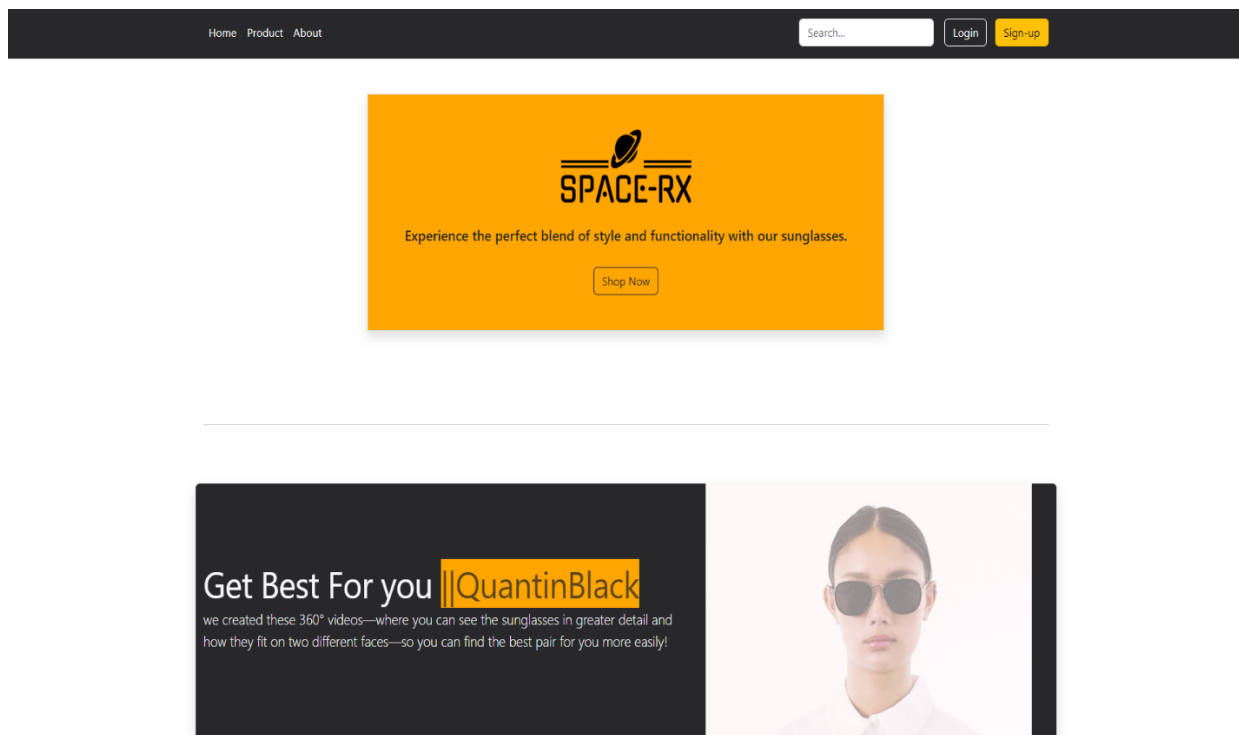 Home Product About Search... Login Sign-up
SPACE-RX
Experience the perfect blend of style and functionality with our sunglasses.
Shop Now
Get Best For you ||QuantinBlack
we created these 360° videos—where you can see the sunglasses in greater detail and
how they fit on two different faces—so you can find the best pair for you more easily!